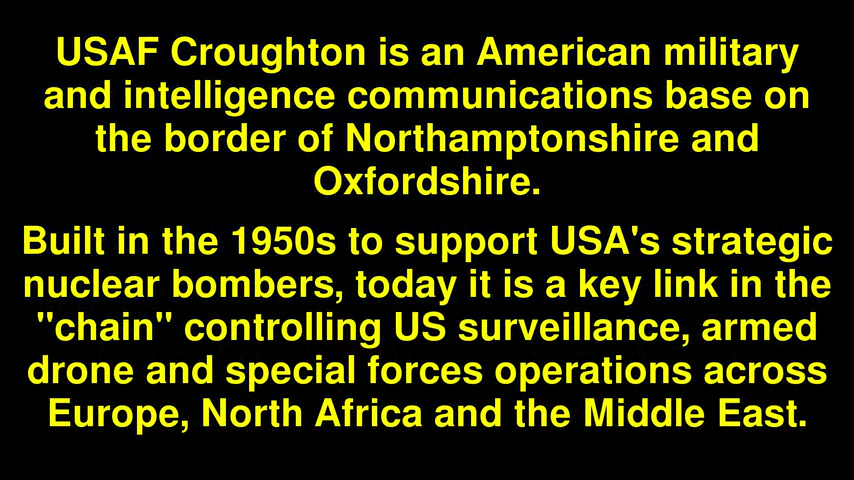 USAF Croughton is an American military
and intelligence communications base on
the border of Northamptonshire and
Oxfordshire.
Built in the 1950s to support USA's strategic
nuclear bombers, today it is a key link in the
"chain" controlling US surveillance, armed
drone and special forces operations across
Europe, North Africa and the Middle East.